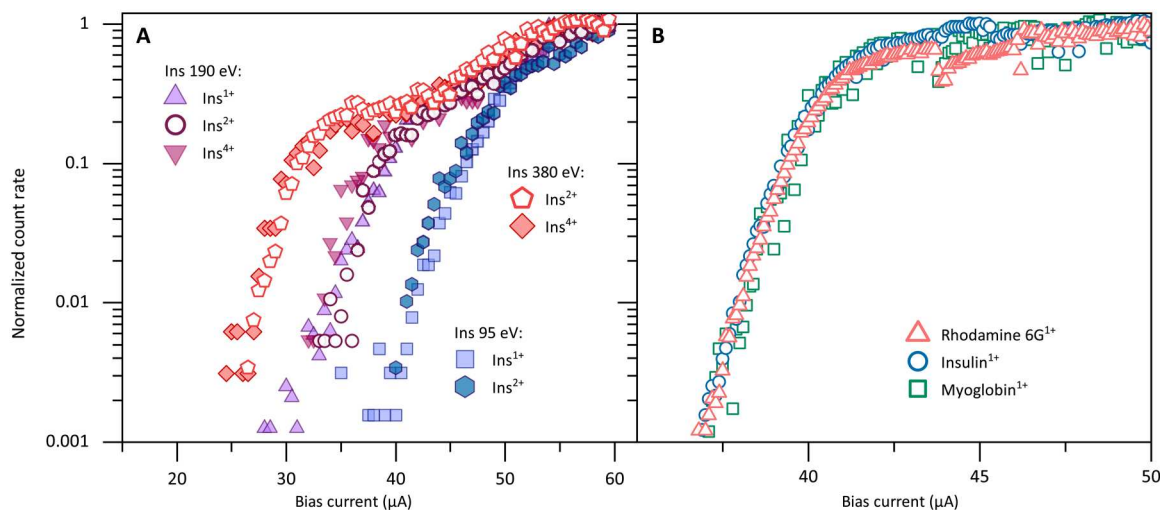 A
B
Normalized count rate
1
0.1
0.01
0.001
Ins 190 eV:
Ins1+
Ins2+
Ins4+
Ins 380 eV:
Ins2+
Ins4+
Ins 95 eV:
Ins1+
Ins2+
Rhodamine 6G1+
Insulin1+
Myoglobin1+
20
30
40
50
60
40
45
50
Bias current (µA)
Bias current (µA)